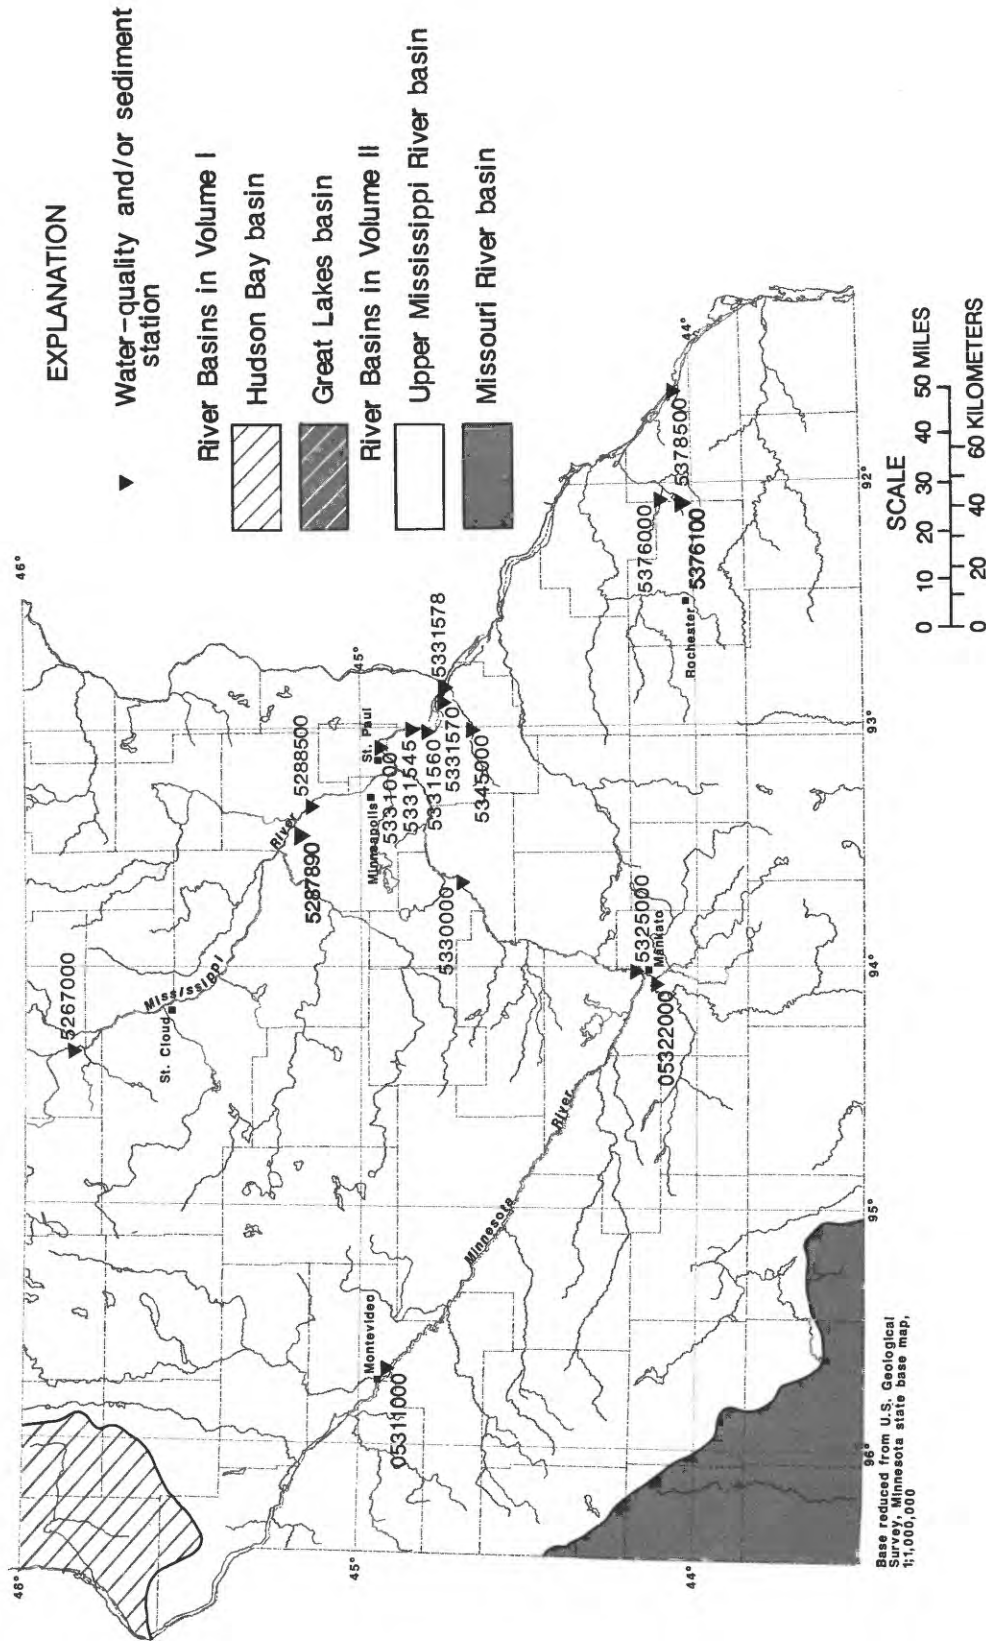 EXPLANATION
Water-quality and/or sediment
station
River Basins in Volume I
Hudson Bay basin
Great Lakes basin
River Basins in Volume II
Upper Mississippi River basin
Missouri River basin
46°
46°
45°
45°
44°
44°
96°
95°
94°
93°
92°
5267000
Mississippi
River
St. Cloud
5287890
5288500
Minneapolis
St. Paul
5331000
5331545
5331560
5331570
5331578
5345000
5330000
5325000
Mankato
05322000
Montevideo
05311000
Minnesota
River
5376000
5376100
5378500
Rochester
SCALE
0 10 20 30 40 50 MILES
0 20 40 60 KILOMETERS
Base reduced from U.S. Geological
Survey, Minnesota state base map,
1:1,000,000